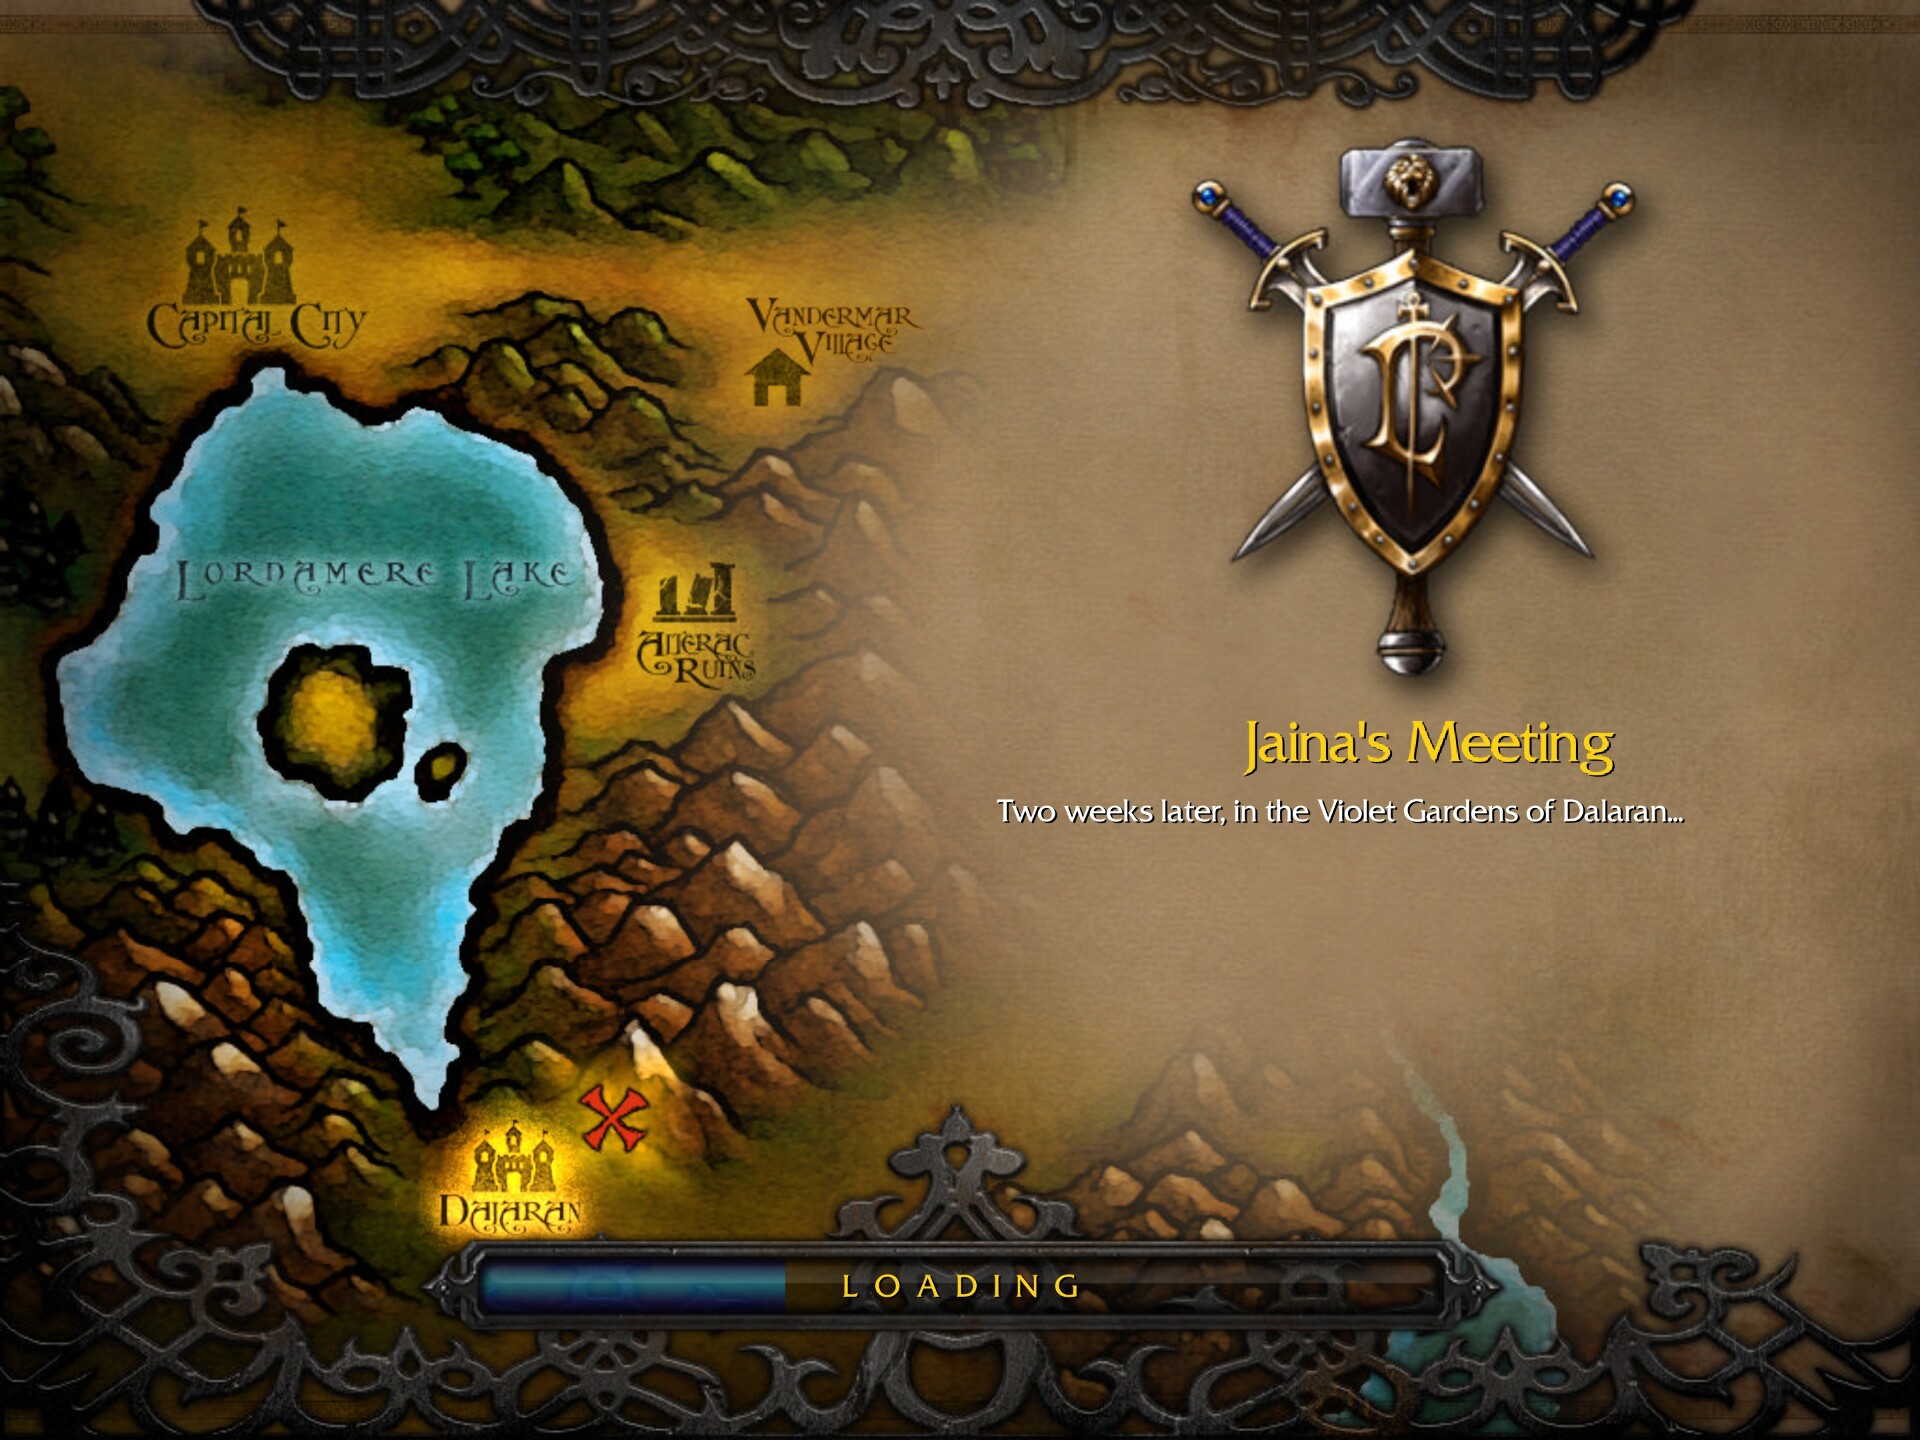 Capital City
Vandermar
Village
Lordamere Lake
Alterac
Ruins
Jaina's Meeting
Two weeks later, in the Violet Gardens of Dalaran...
Dalaran
LOADING